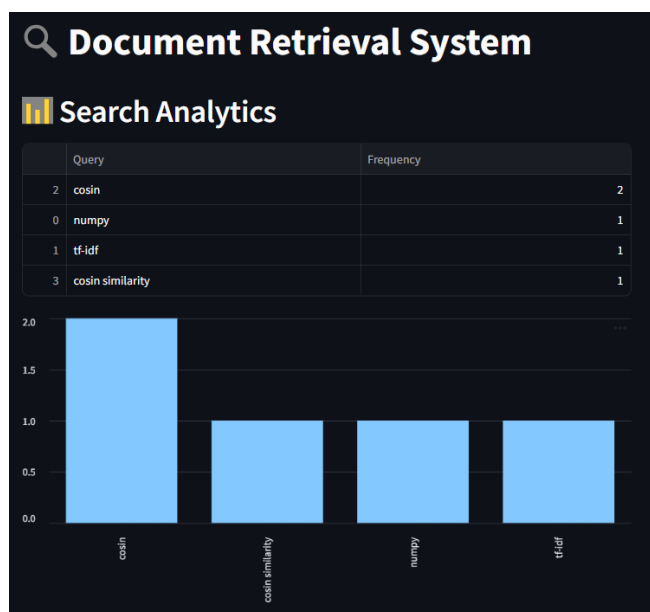 Document Retrieval System
Search Analytics
Query Frequency
2 cosin 2
0 numpy 1
1 tf-idf 1
3 cosin similarity 1
2.0
1.5
1.0
0.5
0.0
cosin
cosin similarity
numpy
tf-idf